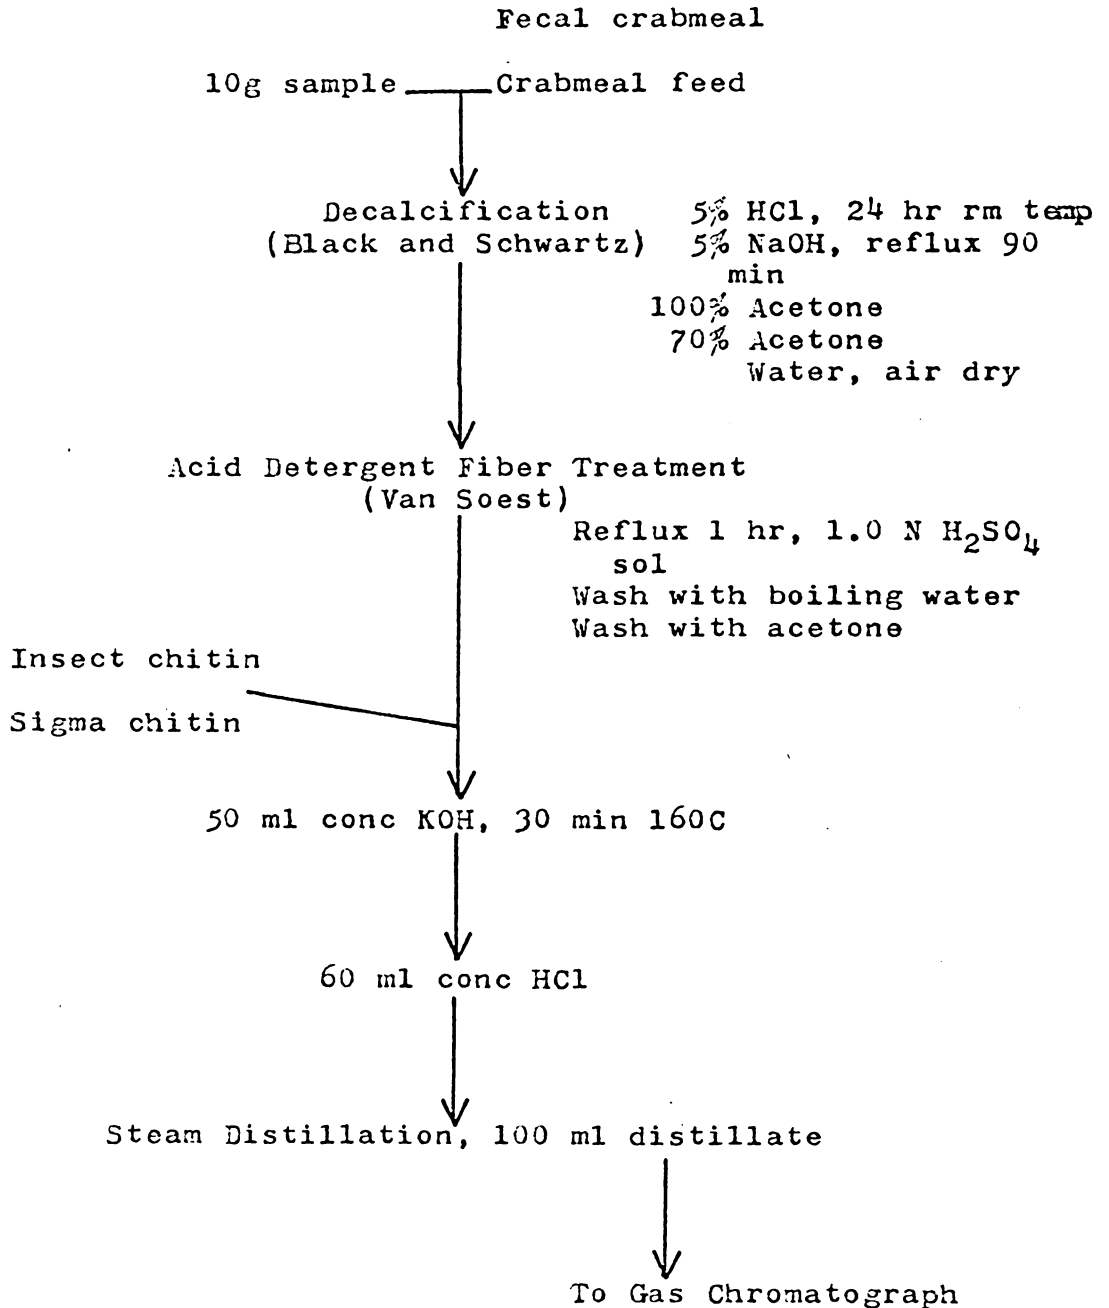 Fecal crabmeal
10g sample
Crabmeal feed
Decalcification
(Black and Schwartz)
5% HCl, 24 hr rm temp
5% NaOH, reflux 90
min
100% Acetone
70% Acetone
Water, air dry
Acid Detergent Fiber Treatment
(Van Soest)
Reflux 1 hr, 1.0 N H₂SO₄
sol
Wash with boiling water
Wash with acetone
Insect chitin
Sigma chitin
50 ml conc KOH, 30 min 160C
60 ml conc HCl
Steam Distillation, 100 ml distillate
To Gas Chromatograph